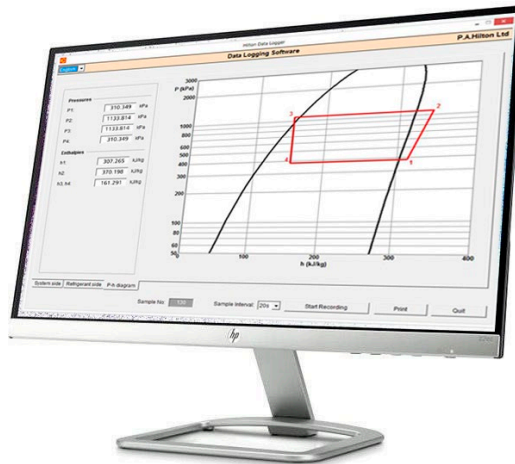 Hilton Data Logger
Data Logging Software
P.A.Hilton Ltd
English
Pressures
P1: 310.349 kPa
P2: 1133.814 kPa
P3: 1133.814 kPa
P4: 310.349 kPa
Enthalpies
h1: 307.265 kJ/kg
h2: 370.198 kJ/kg
h3, h4: 161.291 kJ/kg
P (kPa)
3000
2000
1000
800
600
500
400
300
200
100
80
60
50
0
100
200
300
400
h (kJ/kg)
3
2
4
1
System side
Refrigerant side
P-h diagram
Sample No
Sample Interval: 20s
Start Recording
Print
Quit
hp